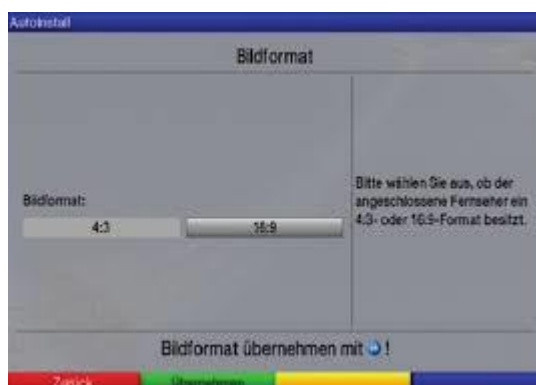 AutoInstall
Bildformat
Bildformat:
4:3
16:9
Bitte wählen Sie aus, ob der
angeschlossene Fernseher ein
4:3- oder 16:9-Format besitzt.
Bildformat übernehmen mit !
Zurück
Übernehmen